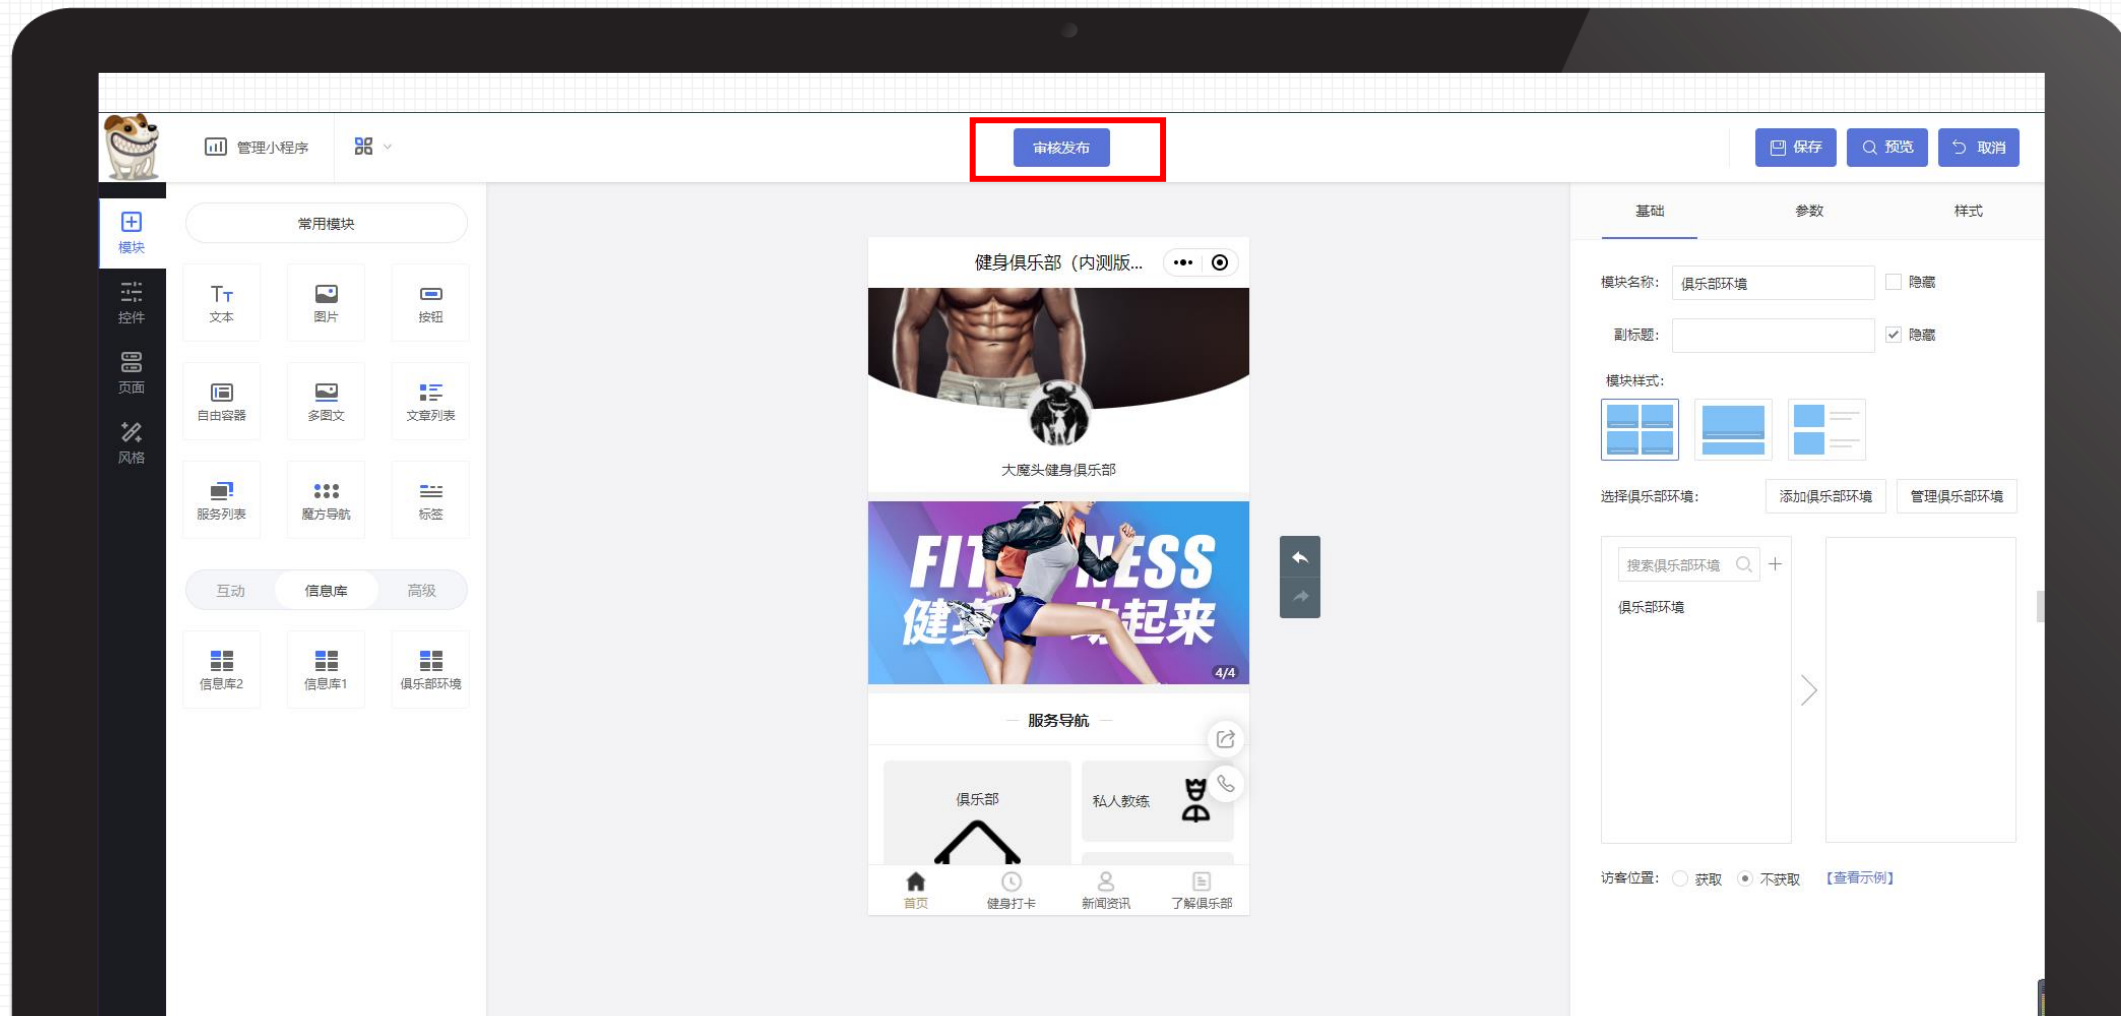 管理小程序
审核发布
保存
预览
取消
模块
控件
页面
风格
常用模块
文本
图片
按钮
自由容器
多图文
文章列表
服务列表
魔方导航
标签
互动
信息库
高级
信息库2
信息库1
俱乐部环境
健身俱乐部（内测版...
大魔头健身俱乐部
FITNESS
健身 动起来
4/4
服务导航
俱乐部
私人教练
首页
健身打卡
新闻资讯
了解俱乐部
基础
参数
样式
模块名称： 俱乐部环境 隐藏
副标题： 隐藏
模块样式：
选择俱乐部环境： 添加俱乐部环境 管理俱乐部环境
搜索俱乐部环境
俱乐部环境
访客位置： 获取 不获取 【查看示例】